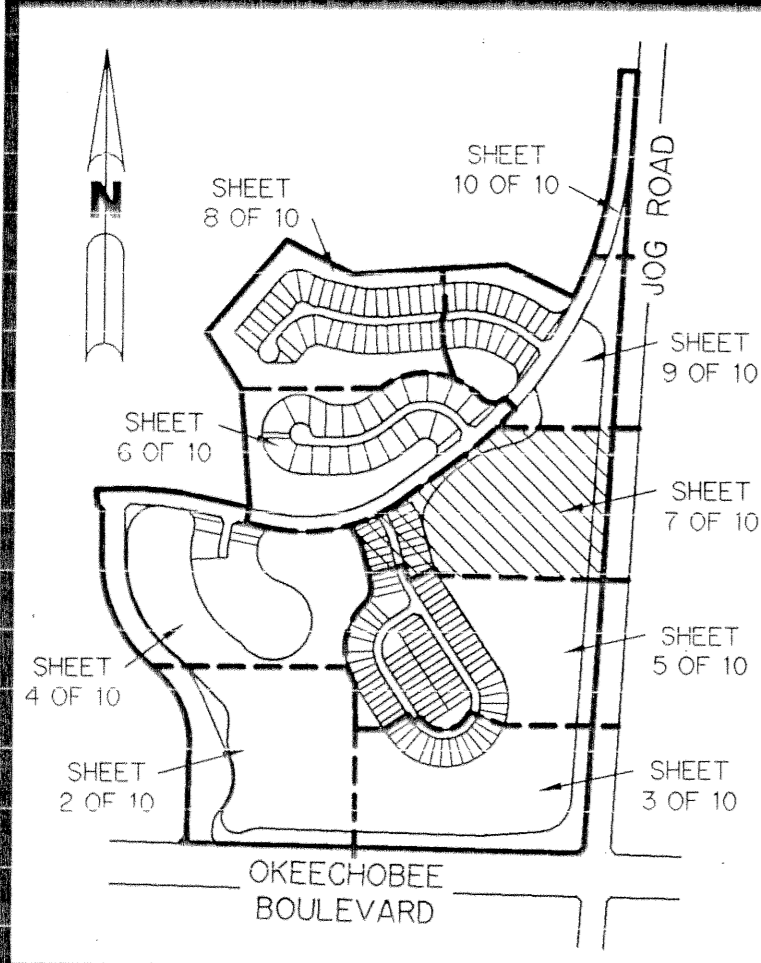 SHEET
10 OF 10
JOG ROAD
N
SHEET
8 OF 10
SHEET
9 OF 10
SHEET
6 OF 10
SHEET
7 OF 10
SHEET
4 OF 10
SHEET
5 OF 10
SHEET
2 OF 10
SHEET
3 OF 10
OKEECHOBEE
BOULEVARD